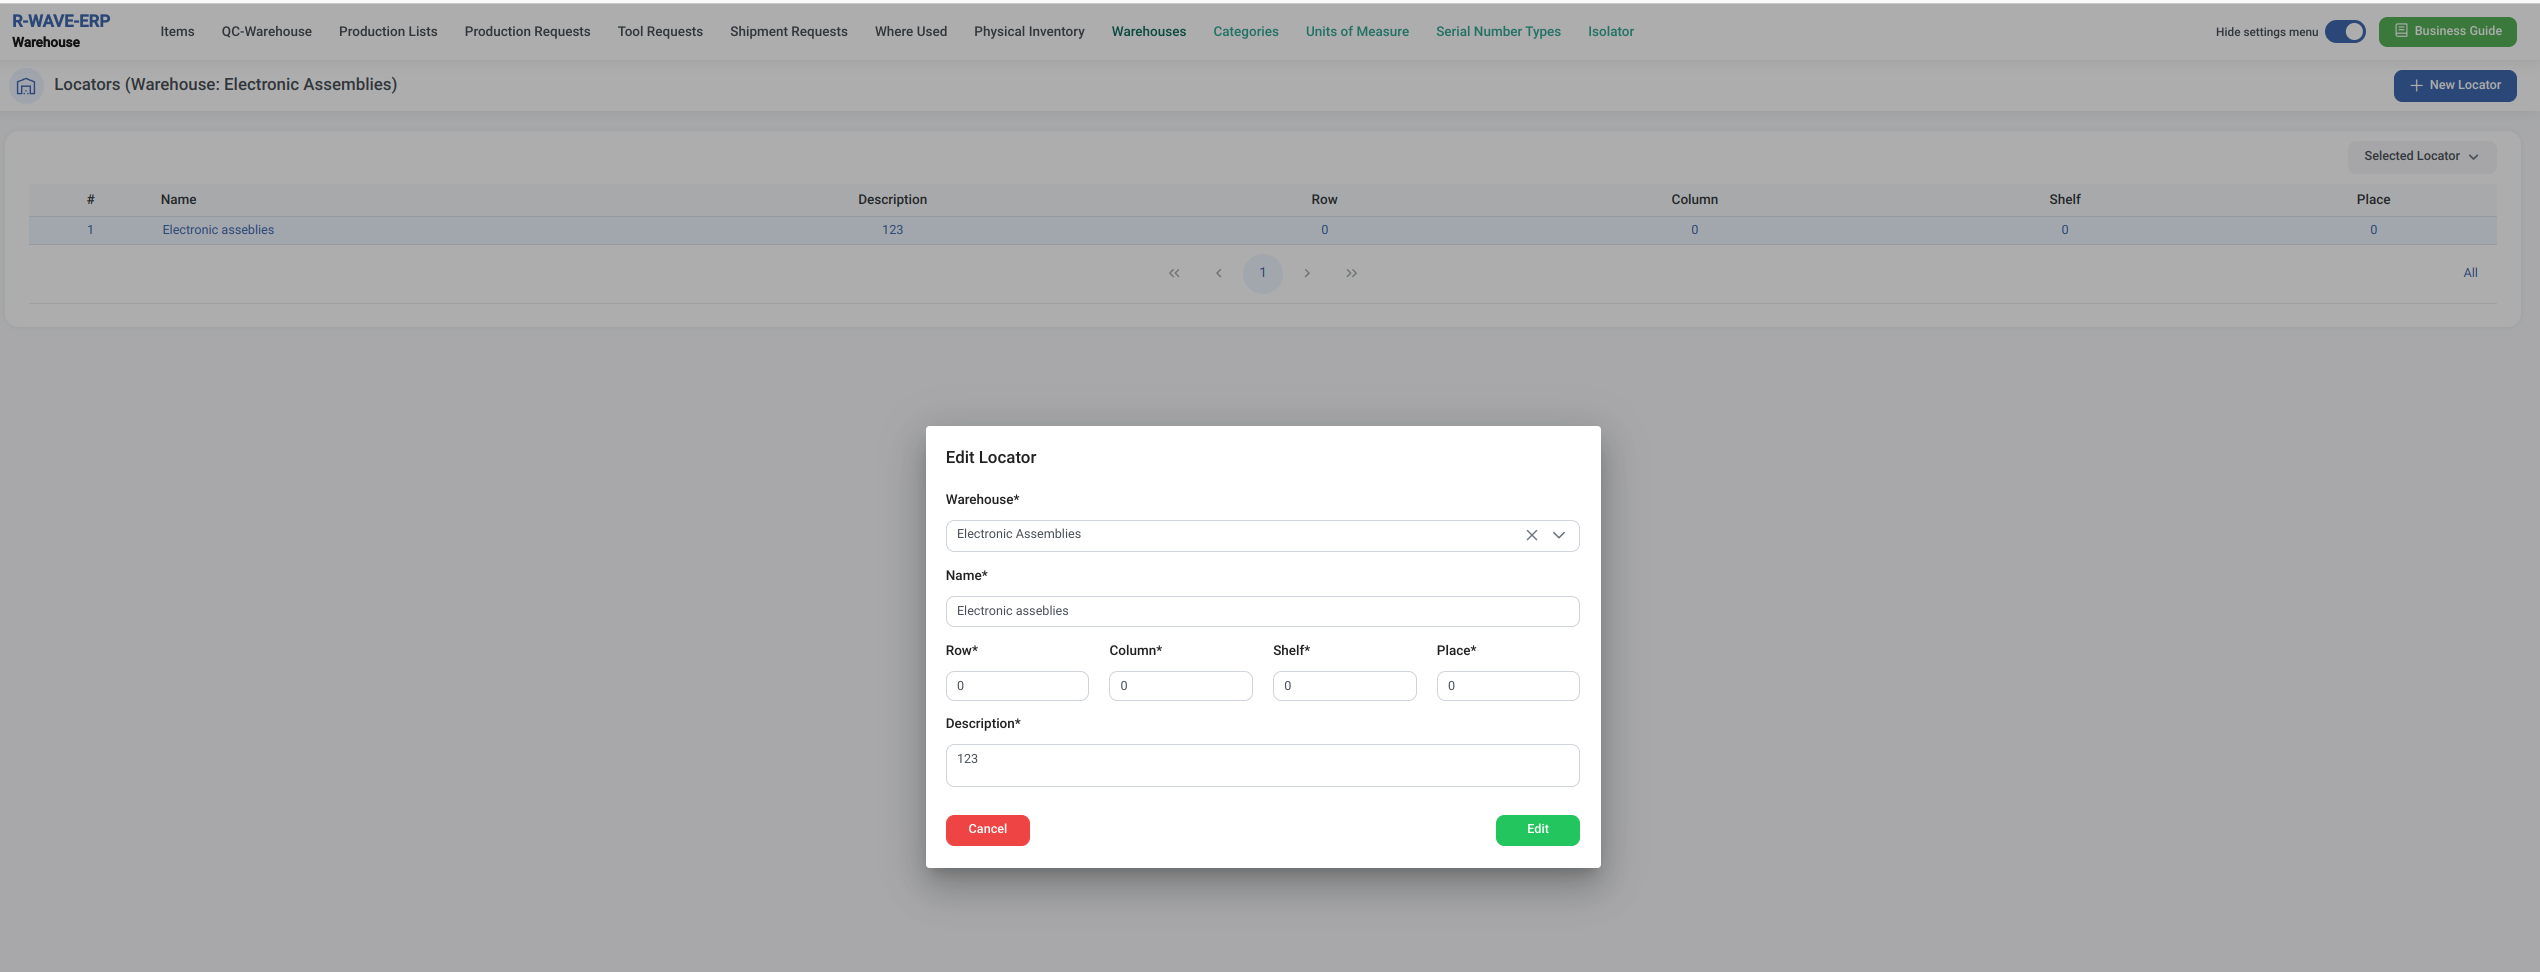 R-WAVE-ERP
Warehouse
Items QC-Warehouse Production Lists Production Requests Tool Requests Shipment Requests Where Used Physical Inventory Warehouses Categories Units of Measure Serial Number Types Isolator
Hide settings menu
Business Guide
Locators (Warehouse: Electronic Assemblies)
New Locator
Selected Locator
# Name Description Row Column Shelf Place
1 Electronic asseblies 123 0 0 0 0
1
All
Edit Locator
Warehouse*
Electronic Assemblies
Name*
Electronic asseblies
Row* Column* Shelf* Place*
0 0 0 0
Description*
123
Cancel Edit